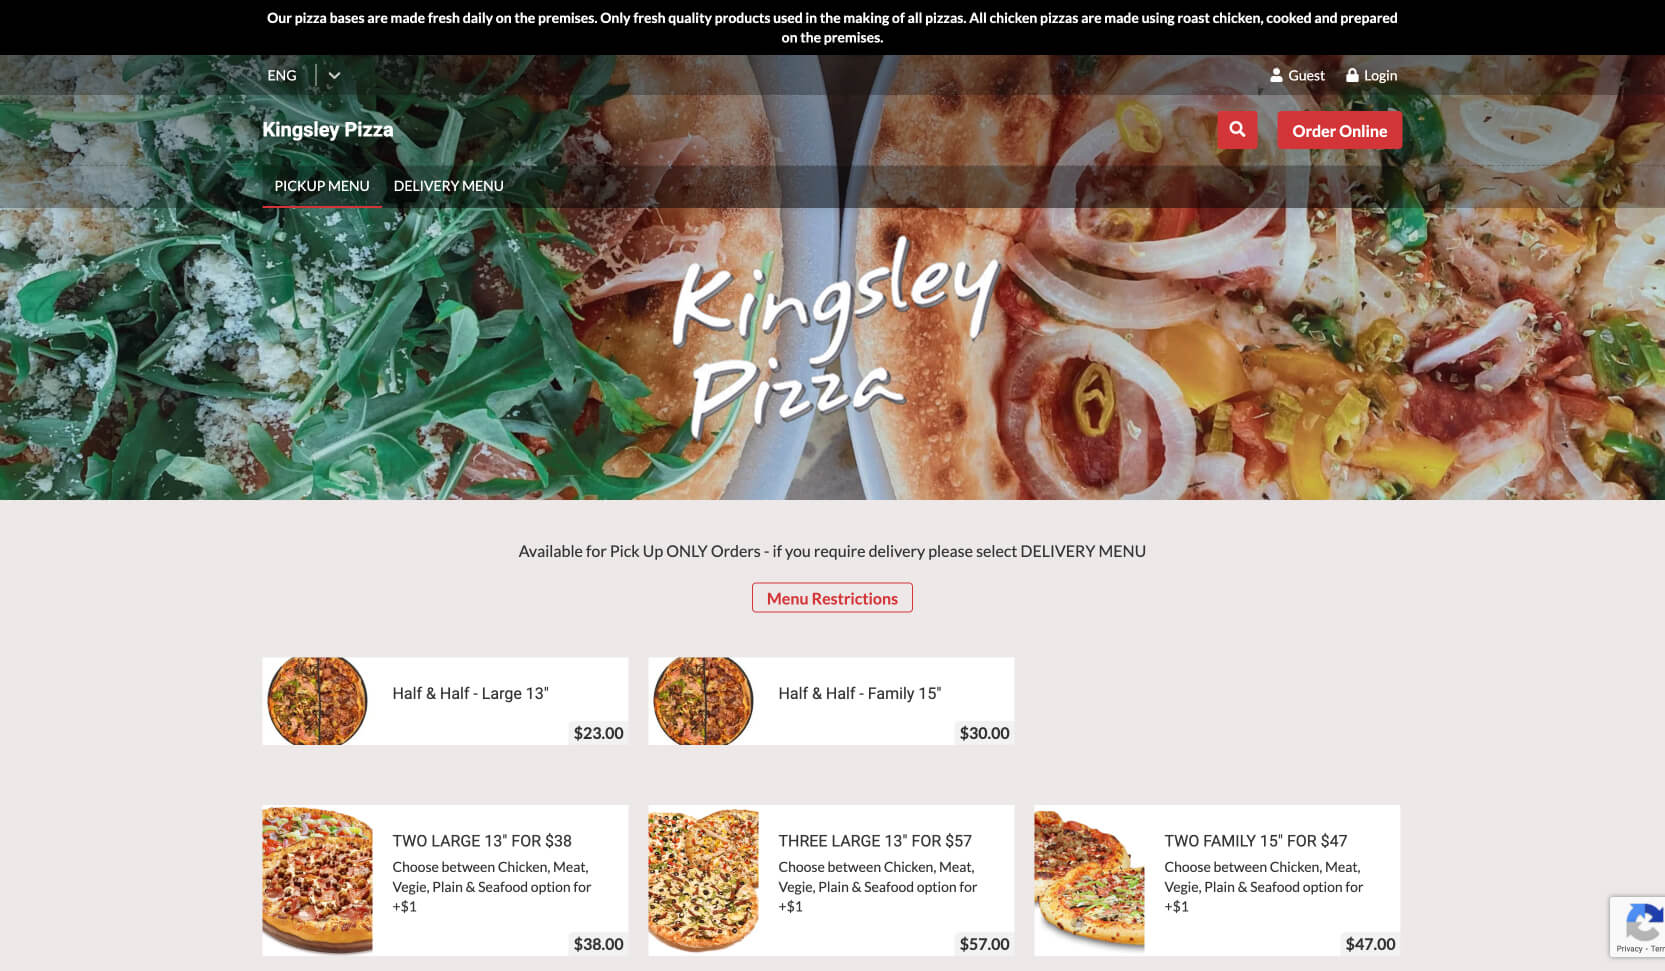 Our pizza bases are made fresh daily on the premises. Only fresh quality products used in the making of all pizzas. All chicken pizzas are made using roast chicken, cooked and prepared
on the premises.
ENG
Guest
Login
Kingsley Pizza
Order Online
PICKUP MENU
DELIVERY MENU
Kingsley
Pizza
Available for Pick Up ONLY Orders - if you require delivery please select DELIVERY MENU
Menu Restrictions
Half & Half - Large 13"
$23.00
Half & Half - Family 15"
$30.00
TWO LARGE 13" FOR $38
Choose between Chicken, Meat,
Vegie, Plain & Seafood option for
+$1
$38.00
THREE LARGE 13" FOR $57
Choose between Chicken, Meat,
Vegie, Plain & Seafood option for
+$1
$57.00
TWO FAMILY 15" FOR $47
Choose between Chicken, Meat,
Vegie, Plain & Seafood option for
+$1
$47.00
Privacy - Terr